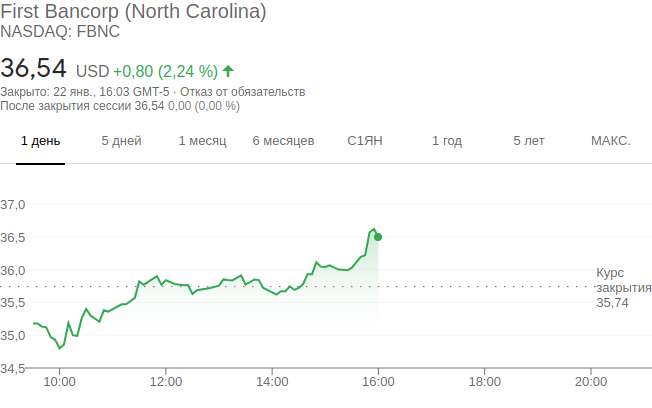 First Bancorp (North Carolina)
NASDAQ: FBNC
36,54 USD +0,80 (2,24 %)
Закрыто: 22 янв., 16:03 GMT-5 · Отказ от обязательств
После закрытия сессии 36,54 0,00 (0,00 %)
1 день 5 дней 1 месяц 6 месяцев С1ЯН 1 год 5 лет МАКС.
37,0
36,5
36,0
35,5
35,0
34,5
Курс
закрытия
35,74
10:00 12:00 14:00 16:00 18:00 20:00